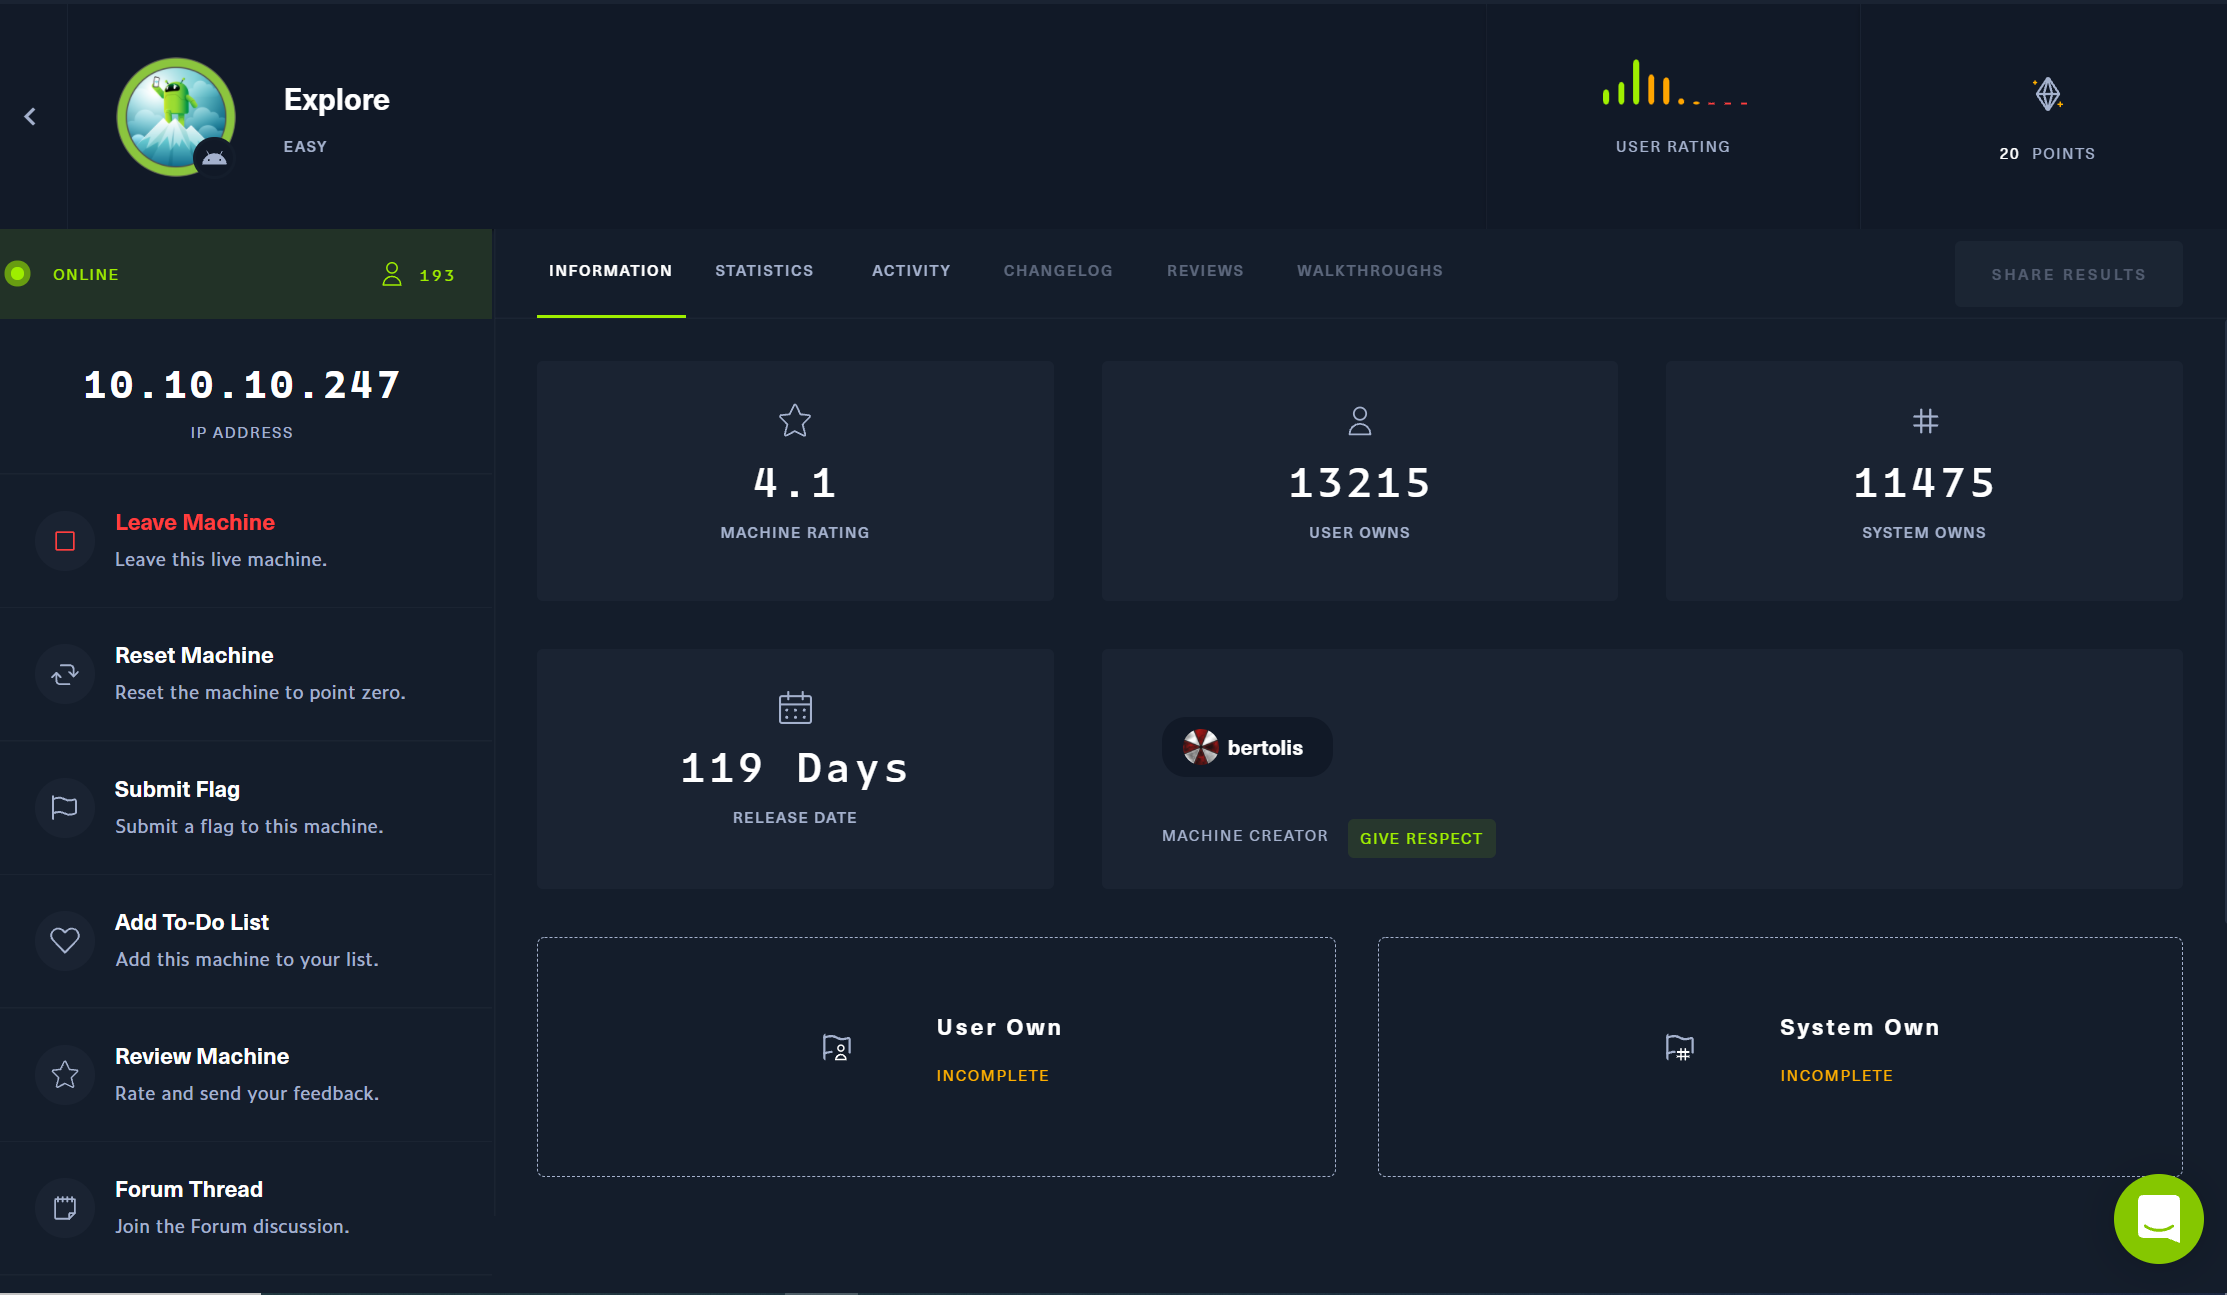 Explore
EASY
USER RATING
20 POINTS
ONLINE
193
INFORMATION
STATISTICS
ACTIVITY
CHANGELOG
REVIEWS
WALKTHROUGHS
SHARE RESULTS
10.10.10.247
IP ADDRESS
Leave Machine
Leave this live machine.
Reset Machine
Reset the machine to point zero.
Submit Flag
Submit a flag to this machine.
Add To-Do List
Add this machine to your list.
Review Machine
Rate and send your feedback.
Forum Thread
Join the Forum discussion.
4.1
MACHINE RATING
13215
USER OWNS
11475
SYSTEM OWNS
119 Days
RELEASE DATE
bertolis
MACHINE CREATOR
GIVE RESPECT
User Own
INCOMPLETE
System Own
INCOMPLETE